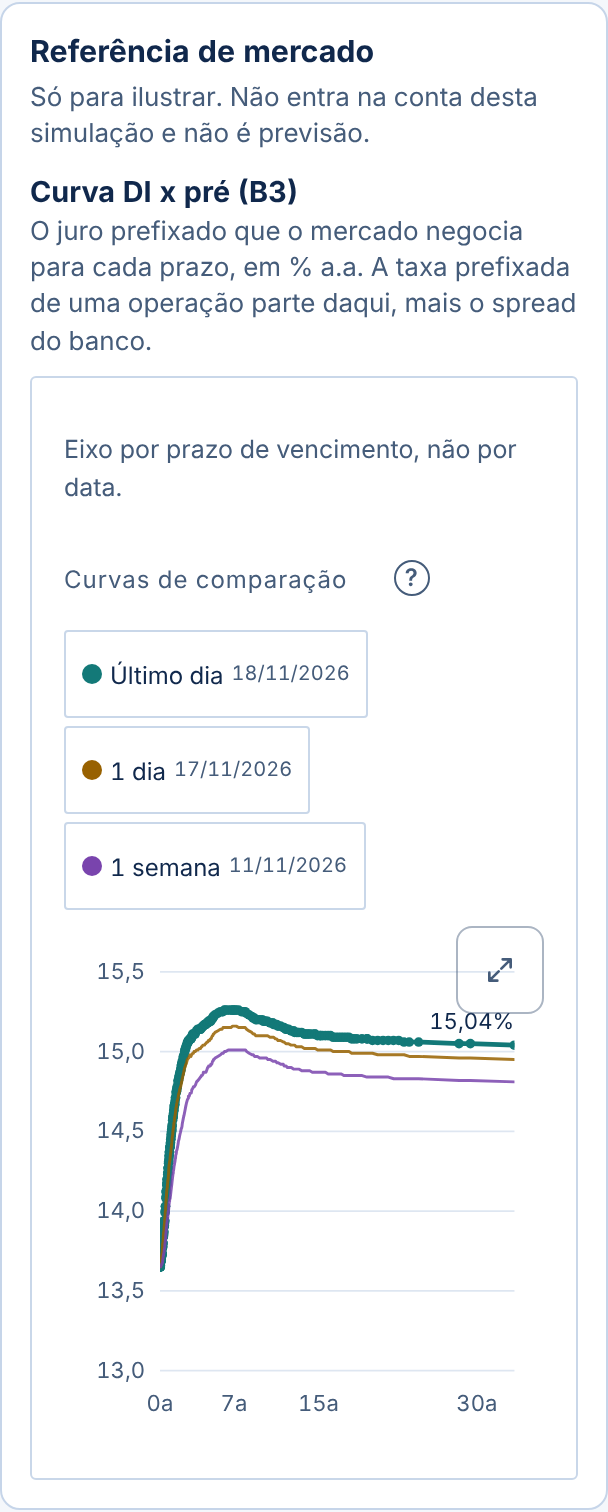 Referência de mercado
Só para ilustrar. Não entra na conta desta
simulação e não é previsão.
Curva DI x pré (B3)
O juro prefixado que o mercado negocia
para cada prazo, em % a.a. A taxa prefixada
de uma operação parte daqui, mais o spread
do banco.
Eixo por prazo de vencimento, não por
data.
Curvas de comparação ?
Último dia 18/11/2026
1 dia 17/11/2026
1 semana 11/11/2026
15,5
15,04%
15,0
14,5
14,0
13,5
13,0
0a 7a 15a 30a